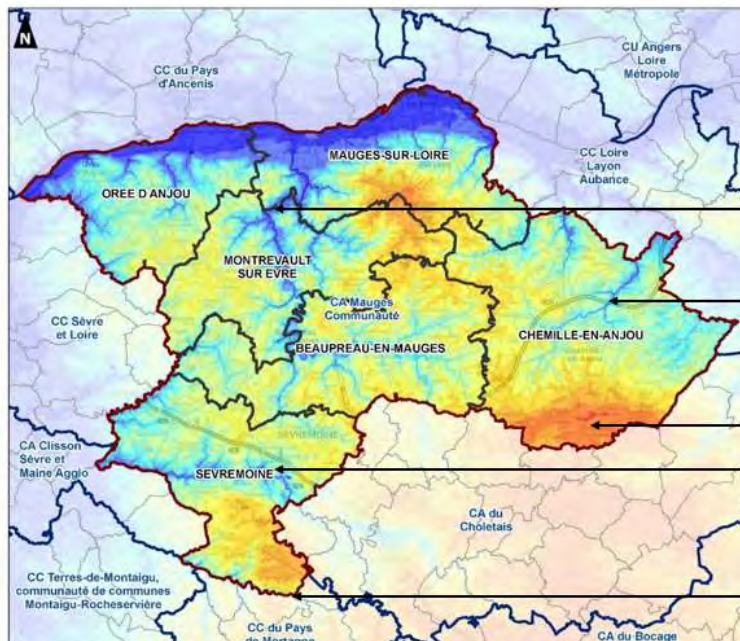 N
CC du Pays
d'Ancenis
CU Angers
Loire
Métropole
MAUGES-SUR-LOIRE
CC Loire
Layon
Aubance
OREE D'ANJOU
MONTREVAULT
SUR EVRE
CA Mauges
Communauté
CC Sèvre
et Loire
CHEMILLE-EN-ANJOU
BEAUPREAU-EN-MAUGES
CA Clisson
Sèvre et
Maine Agglo
SEVREMOINE
CA du
Choletais
CC Terres-de-Montaigu,
communauté de communes
Montaigu-Rocheservière
CC du Pays
de Mortagne
CA du Bocage